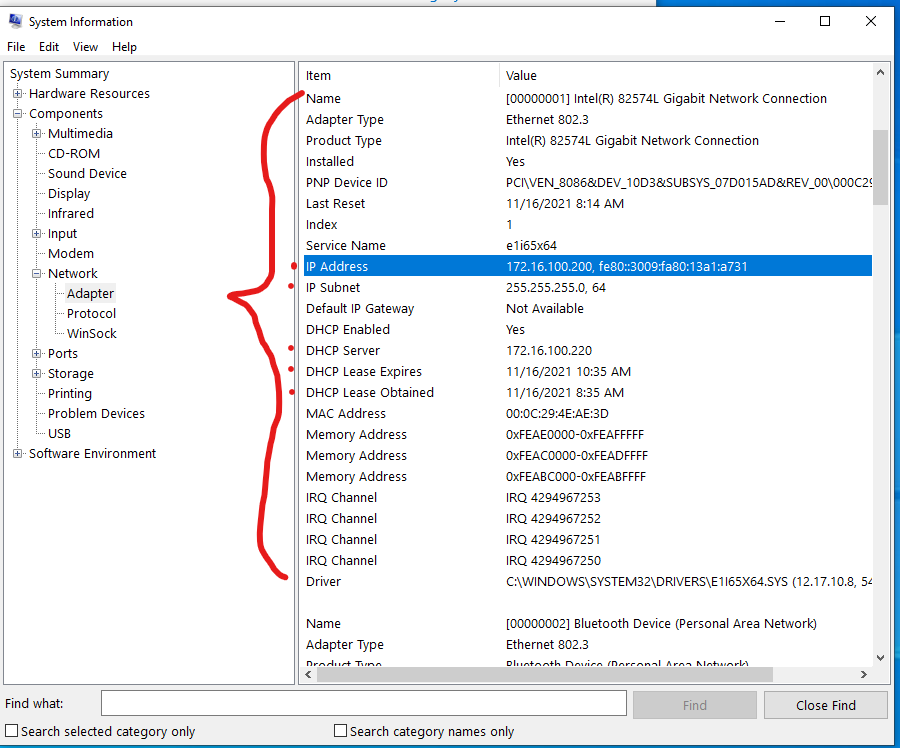 System Information
File Edit View Help
System Summary
Hardware Resources
Components
Multimedia
CD-ROM
Sound Device
Display
Infrared
Input
Modem
Network
Adapter
Protocol
WinSock
Ports
Storage
Printing
Problem Devices
USB
Software Environment
Item Value
Name [00000001] Intel(R) 82574L Gigabit Network Connection
Adapter Type Ethernet 802.3
Product Type Intel(R) 82574L Gigabit Network Connection
Installed Yes
PNP Device ID PCI\VEN_8086&DEV_10D3&SUBSYS_07D015AD&REV_00\000C29
Last Reset 11/16/2021 8:14 AM
Index 1
Service Name e1i65x64
IP Address 172.16.100.200, fe80::3009:fa80:13a1:a731
IP Subnet 255.255.255.0, 64
Default IP Gateway Not Available
DHCP Enabled Yes
DHCP Server 172.16.100.220
DHCP Lease Expires 11/16/2021 10:35 AM
DHCP Lease Obtained 11/16/2021 8:35 AM
MAC Address 00:0C:29:4E:AE:3D
Memory Address 0xFEAE0000-0xFEAFFFFF
Memory Address 0xFEAC0000-0xFEADFFFF
Memory Address 0xFEABC000-0xFEABFFFF
IRQ Channel IRQ 4294967253
IRQ Channel IRQ 4294967252
IRQ Channel IRQ 4294967251
IRQ Channel IRQ 4294967250
Driver C:\WINDOWS\SYSTEM32\DRIVERS\E1I65X64.SYS (12.17.10.8, 54
Name [00000002] Bluetooth Device (Personal Area Network)
Adapter Type Ethernet 802.3
Product Type Bluetooth Device (Personal Area Network)
Find what: Find Close Find
Search selected category only Search category names only